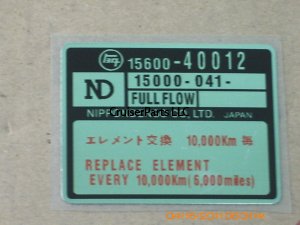 15600-40012
ND
15000-041-
FULL FLOW
CruiserParts
NIPP LTD. JAPAN
エレメント交換 10,000Km 毎
REPLACE ELEMENT
EVERY 10,000Km(6,000miles)